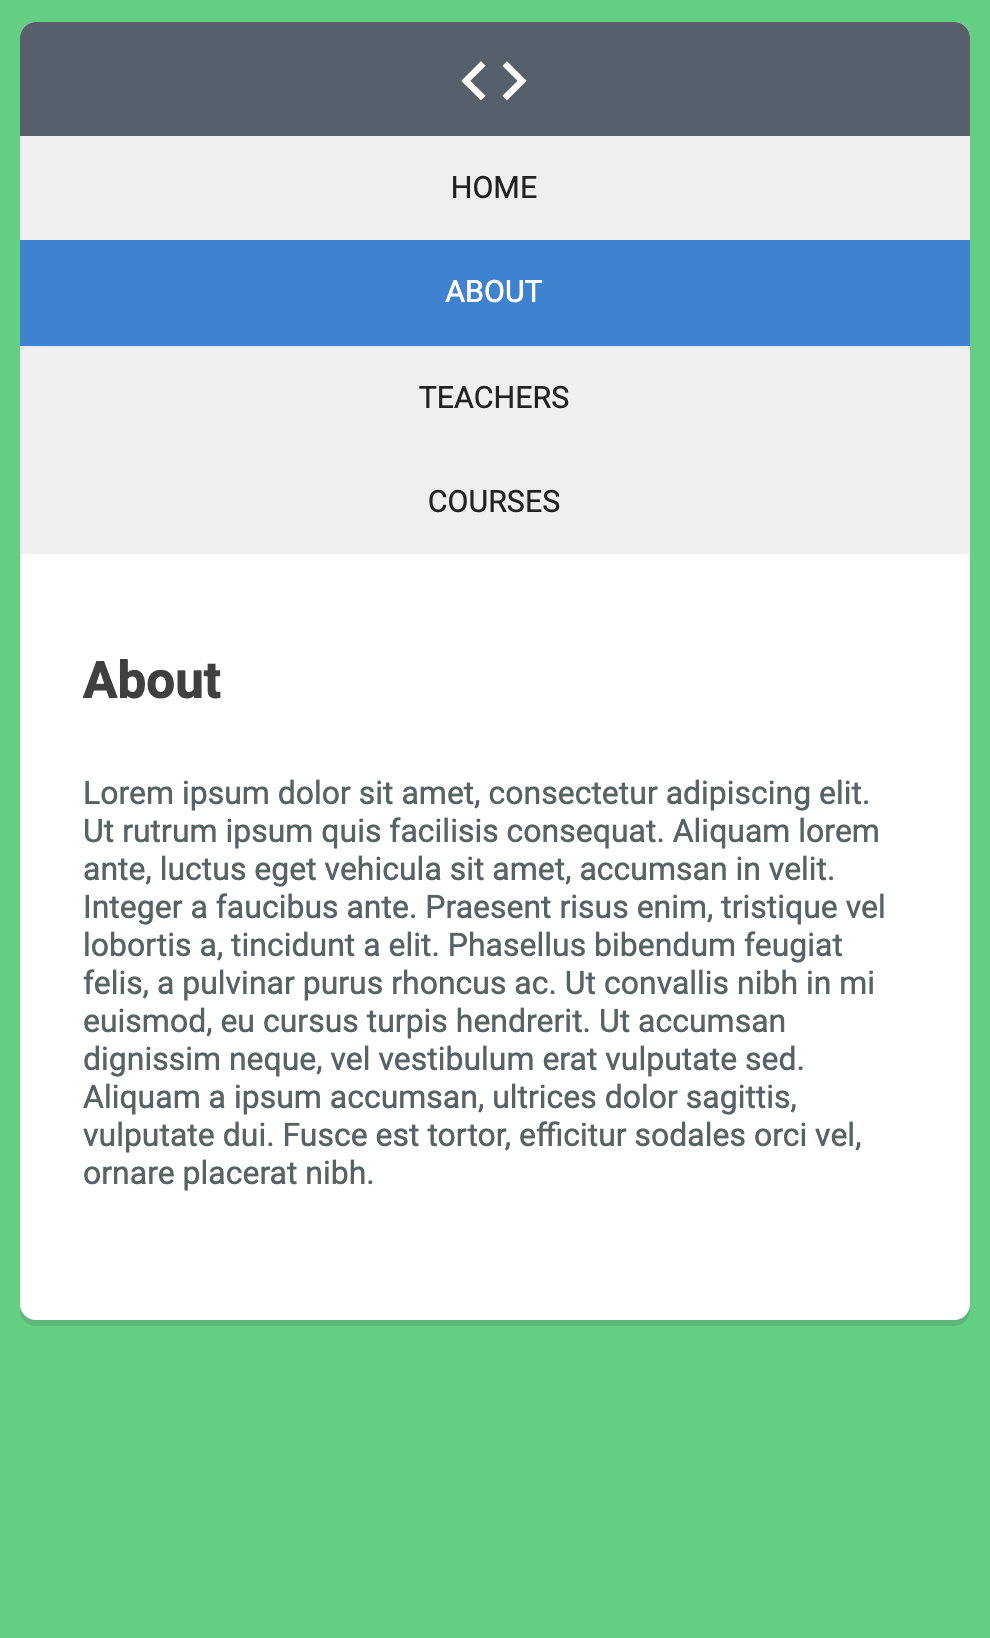 HOME
ABOUT
TEACHERS
COURSES
About
Lorem ipsum dolor sit amet, consectetur adipiscing elit.
Ut rutrum ipsum quis facilisis consequat. Aliquam lorem
ante, luctus eget vehicula sit amet, accumsan in velit.
Integer a faucibus ante. Praesent risus enim, tristique vel
lobortis a, tincidunt a elit. Phasellus bibendum feugiat
felis, a pulvinar purus rhoncus ac. Ut convallis nibh in mi
euismod, eu cursus turpis hendrerit. Ut accumsan
dignissim neque, vel vestibulum erat vulputate sed.
Aliquam a ipsum accumsan, ultrices dolor sagittis,
vulputate dui. Fusce est tortor, efficitur sodales orci vel,
ornare placerat nibh.